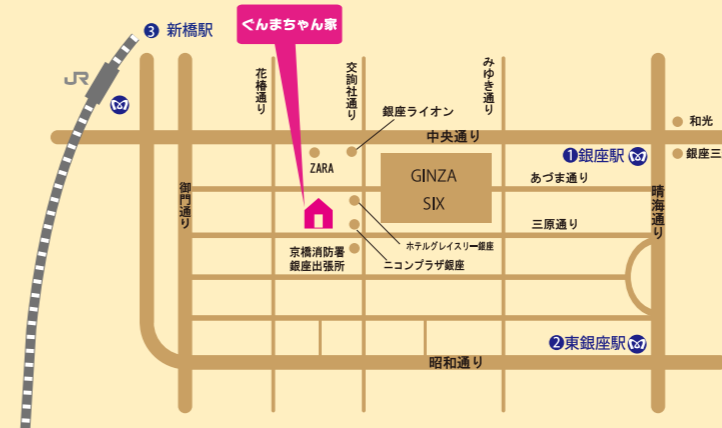 ❸ 新橋駅
ぐんまちゃん家
JR
花椿通り
交詢社通り
みゆき通り
銀座ライオン
和光
中央通り
❶銀座駅
銀座三
ZARA
GINZA
SIX
あづま通り
御門通り
晴海通り
三原通り
ホテルグレイスリー銀座
京橋消防署
銀座出張所
ニコンプラザ銀座
❷東銀座駅
昭和通り